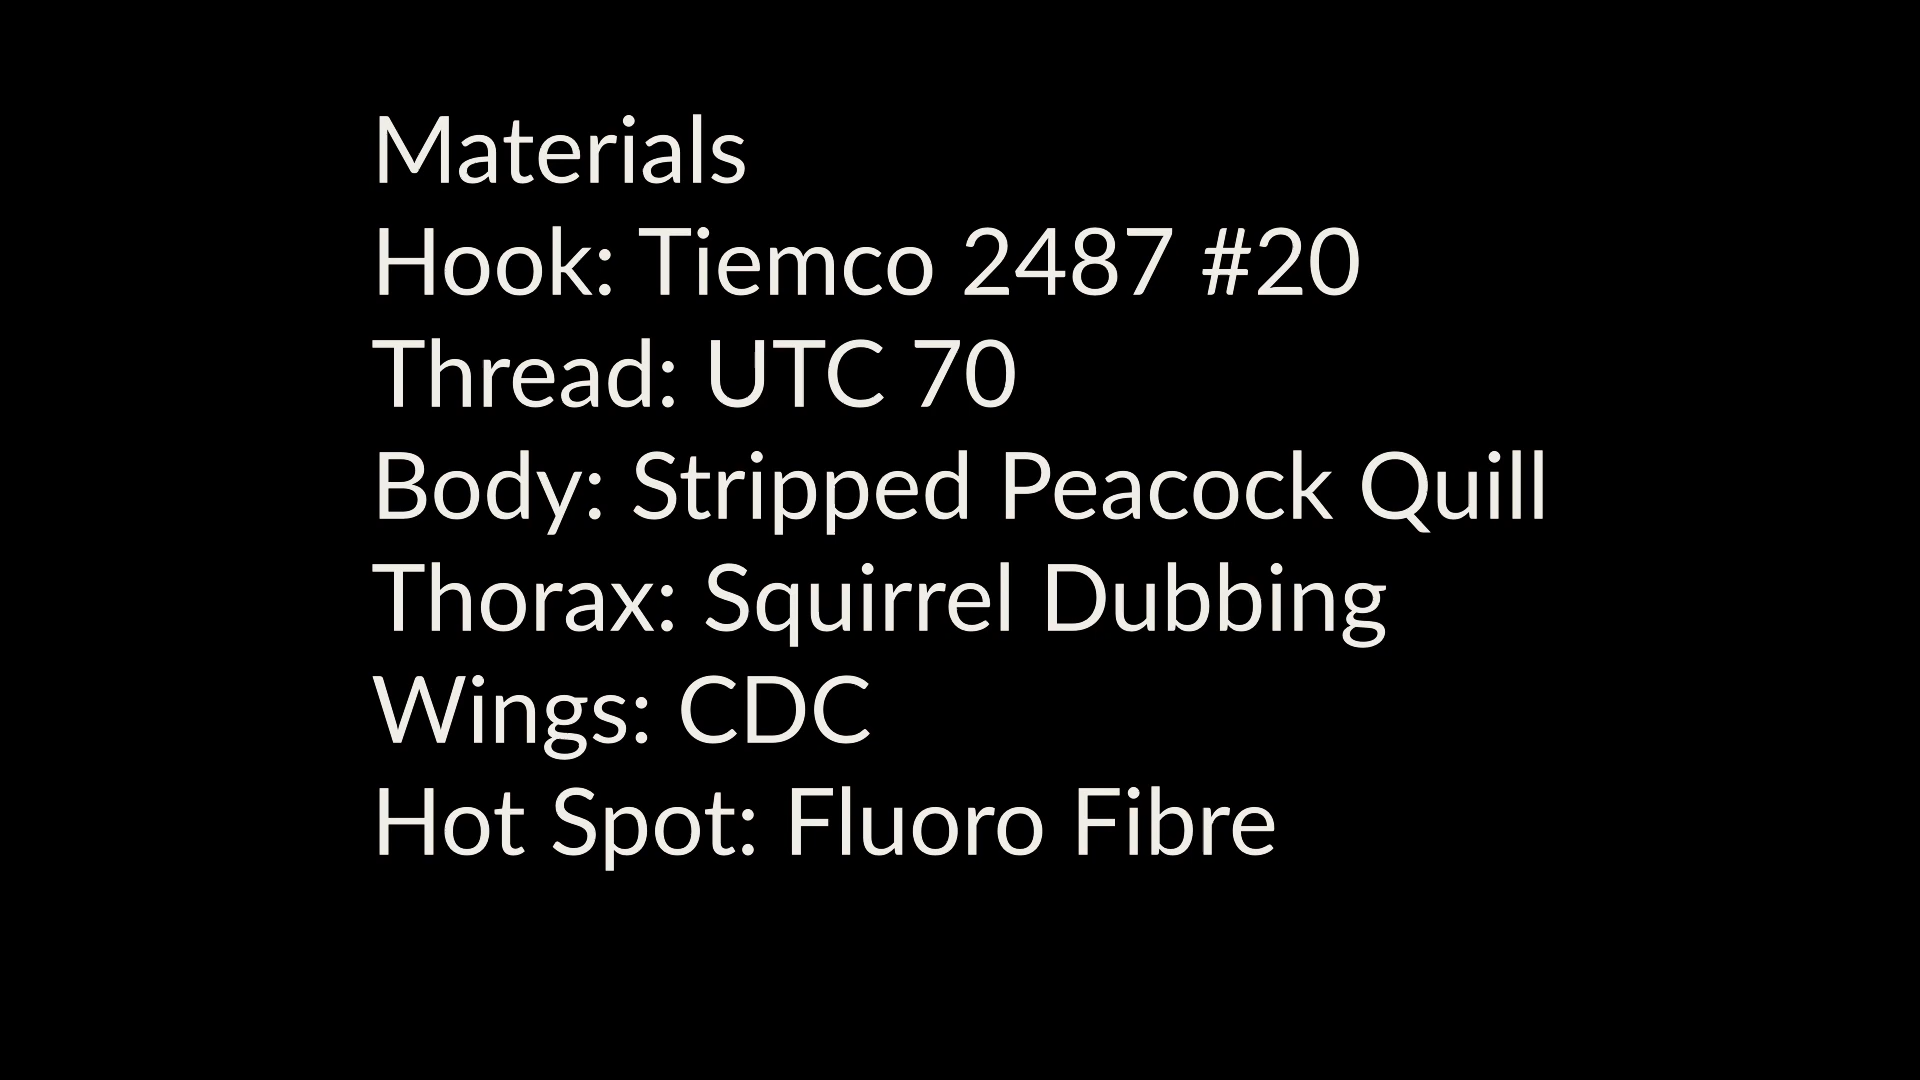 Materials
Hook: Tiemco 2487 #20
Thread: UTC 70
Body: Stripped Peacock Quill
Thorax: Squirrel Dubbing
Wings: CDC
Hot Spot: Fluoro Fibre